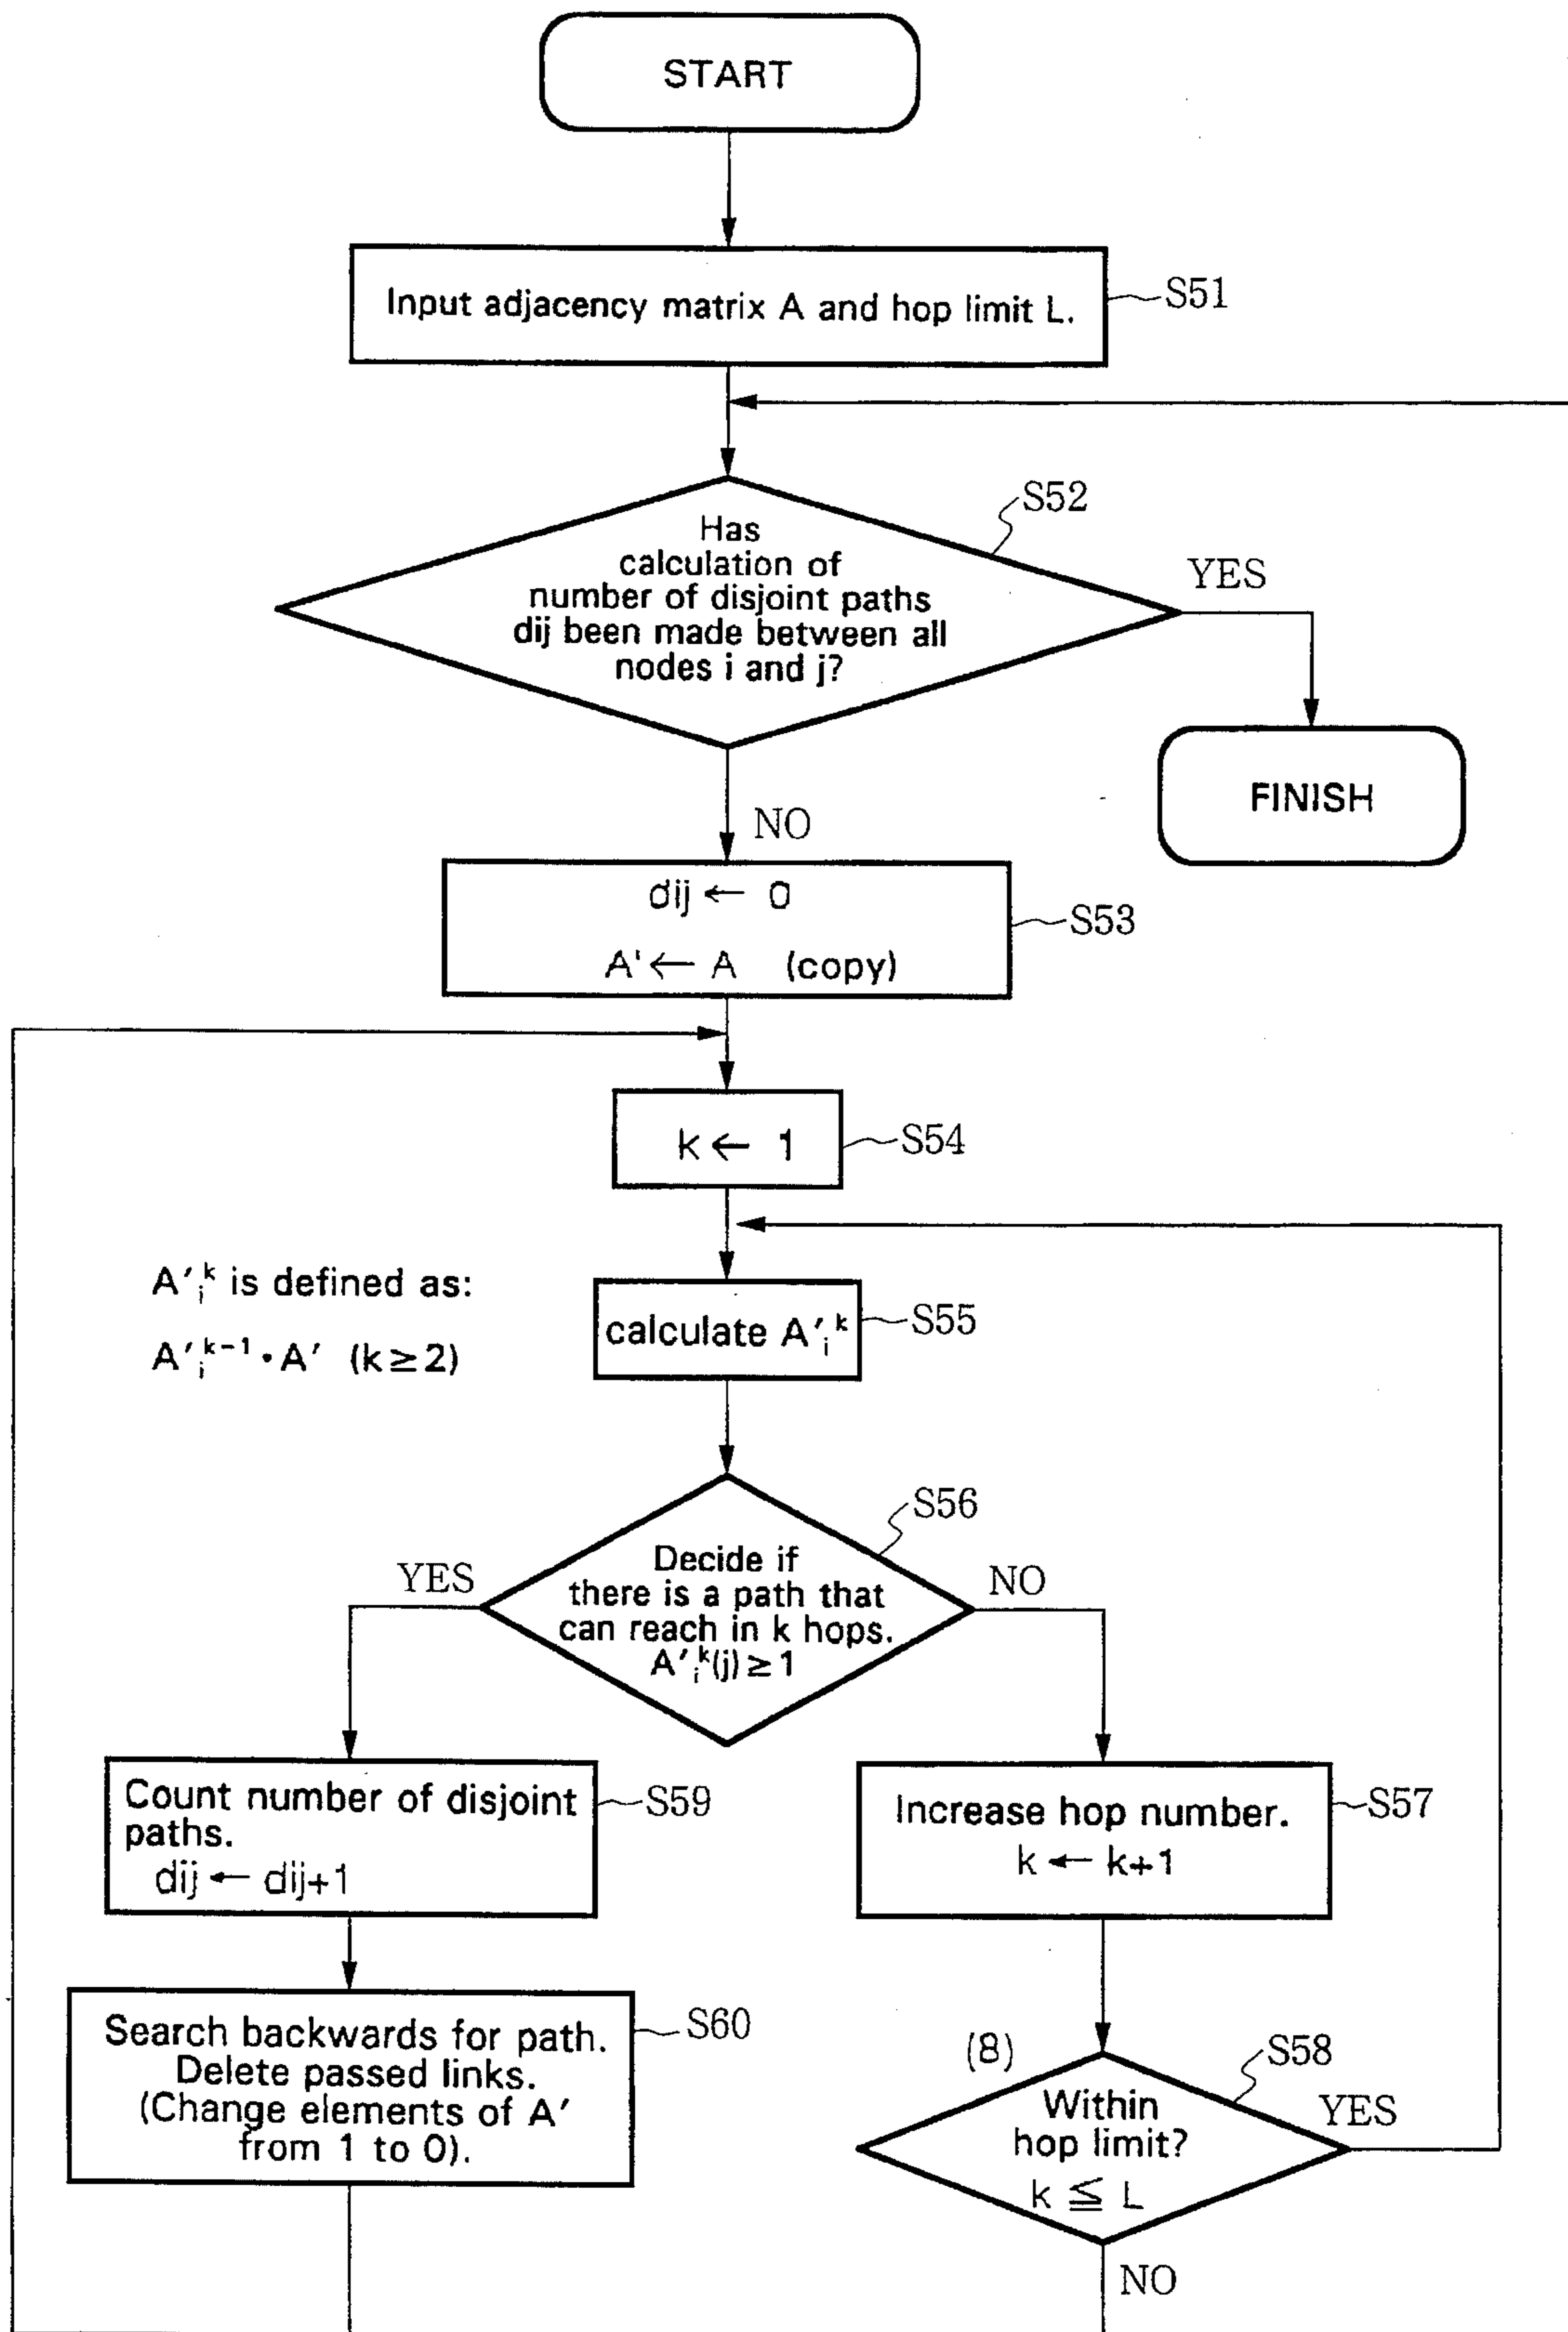 START
Input adjacency matrix A and hop limit L.
S51
S52
Has
calculation of
number of disjoint paths
dij been made between all
nodes i and j?
YES
FINISH
NO
dij ← 0
A' ← A (copy)
S53
k ← 1
S54
A′ᵢᵏ is defined as:
A′ᵢᵏ⁻¹ · A′ (k ≥ 2)
calculate A′ᵢᵏ
S55
S56
Decide if
there is a path that
can reach in k hops.
A′ᵢᵏ(j) ≥ 1
YES
NO
Count number of disjoint
paths.
dij ← dij+1
S59
Increase hop number.
k ← k+1
S57
Search backwards for path.
Delete passed links.
(Change elements of A′
from 1 to 0).
S60
(8)
S58
Within
hop limit?
k ≦ L
YES
NO